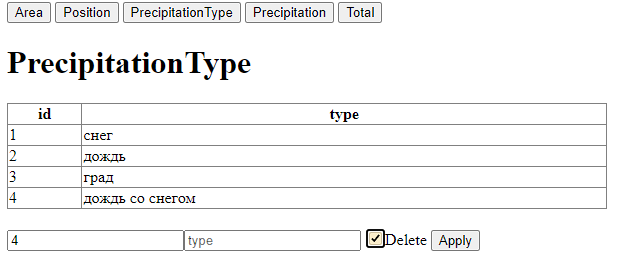 Area Position PrecipitationType Precipitation Total
PrecipitationType
id type
1 снег
2 дождь
3 град
4 дождь со снегом
4 type Delete Apply